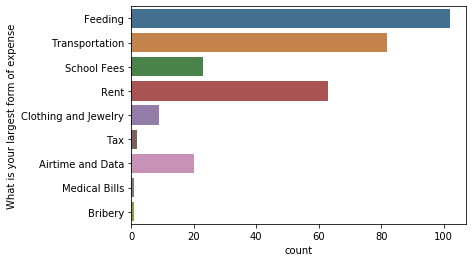 What is your largest form of expense
Feeding
Transportation
School Fees
Rent
Clothing and Jewelry
Tax
Airtime and Data
Medical Bills
Bribery
0 20 40 60 80 100
count